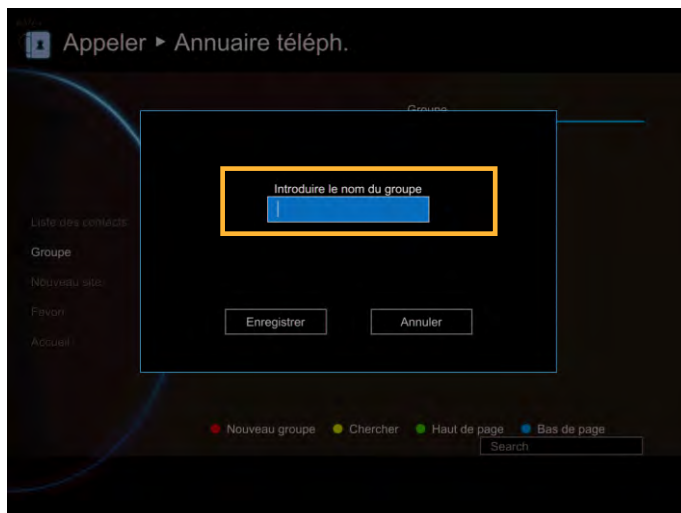 Appeler ► Annuaire téléph.
Groupe
Introduire le nom du groupe
Liste des contacts
Groupe
Nouveau site
Favori
Accueil
Enregistrer Annuler
Nouveau groupe Chercher Haut de page Bas de page
Search